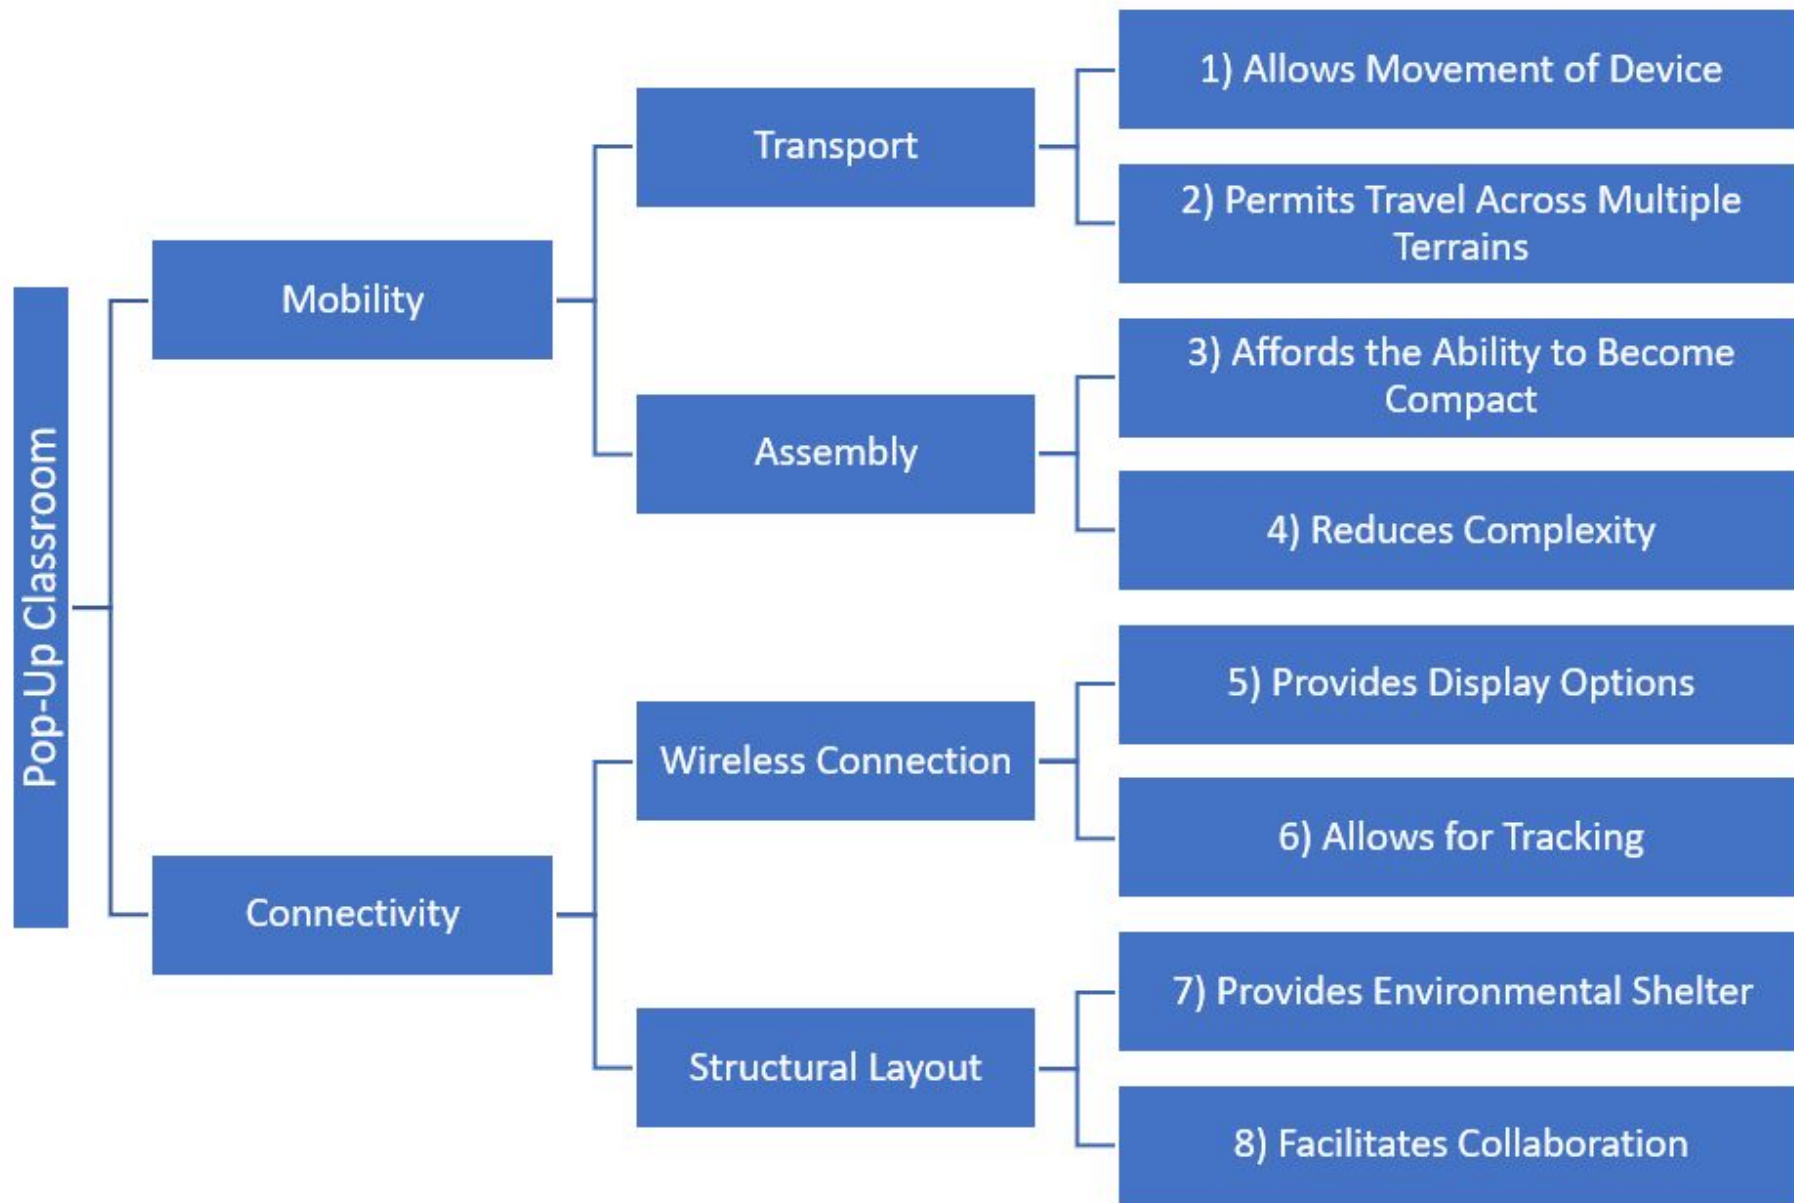 Pop-Up Classroom
Mobility
Transport
1) Allows Movement of Device
2) Permits Travel Across Multiple
Terrains
Assembly
3) Affords the Ability to Become
Compact
4) Reduces Complexity
Connectivity
Wireless Connection
5) Provides Display Options
6) Allows for Tracking
Structural Layout
7) Provides Environmental Shelter
8) Facilitates Collaboration